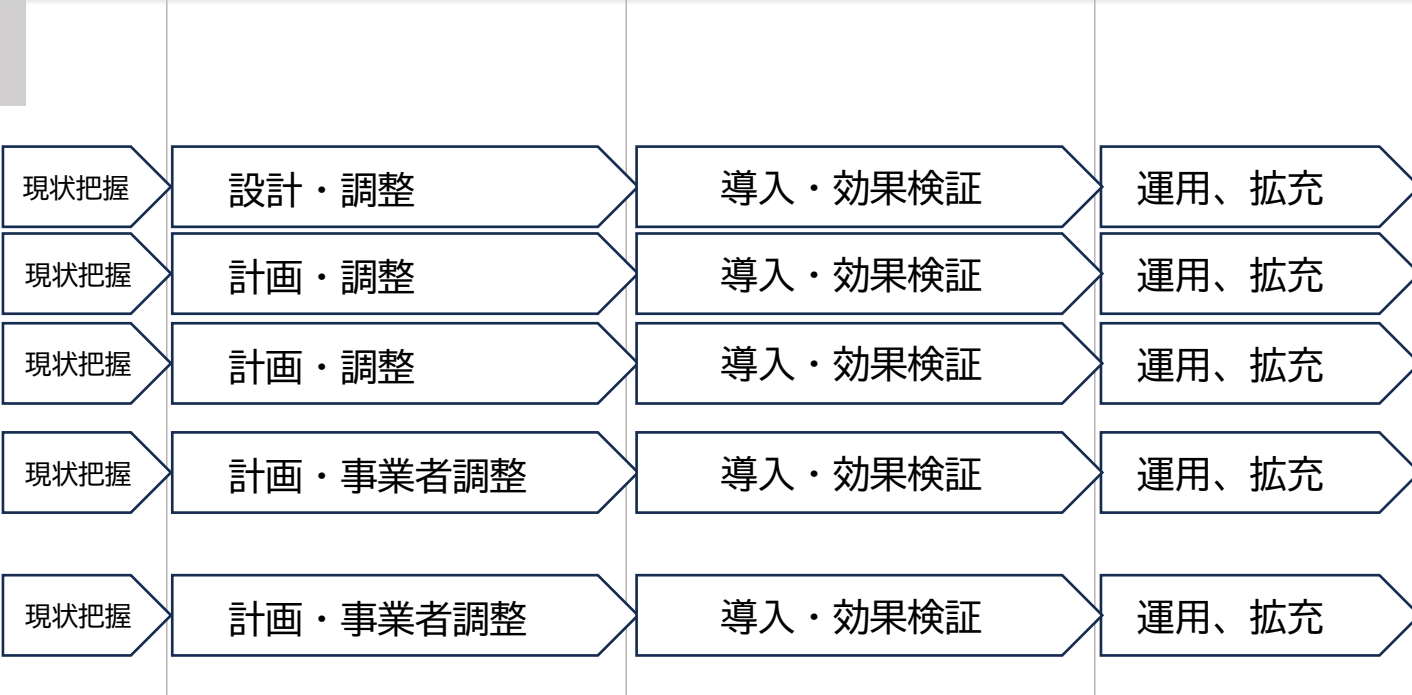 現状把握 設計・調整 導入・効果検証 運用、拡充
現状把握 計画・調整 導入・効果検証 運用、拡充
現状把握 計画・調整 導入・効果検証 運用、拡充
現状把握 計画・事業者調整 導入・効果検証 運用、拡充
現状把握 計画・事業者調整 導入・効果検証 運用、拡充